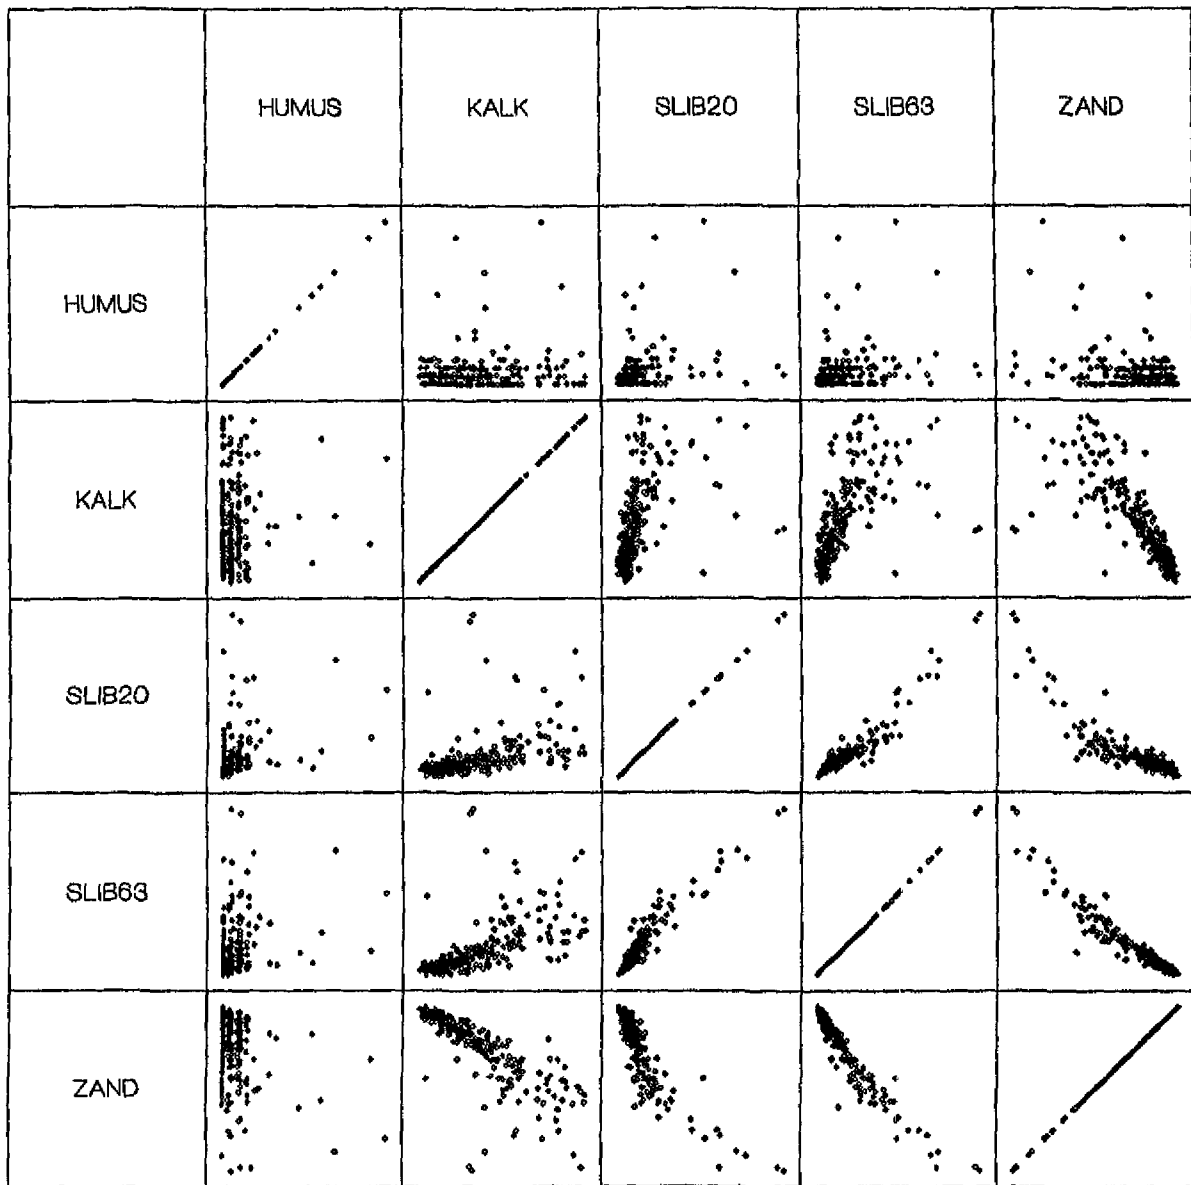 HUMUS KALK SLIB20 SLIB63 ZAND
HUMUS
KALK
SLIB20
SLIB63
ZAND